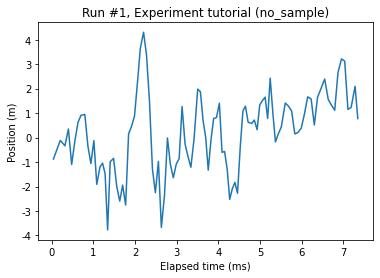 Run #1, Experiment tutorial (no_sample)
Position (m)
4
3
2
1
0
-1
-2
-3
-4
0 1 2 3 4 5 6 7
Elapsed time (ms)